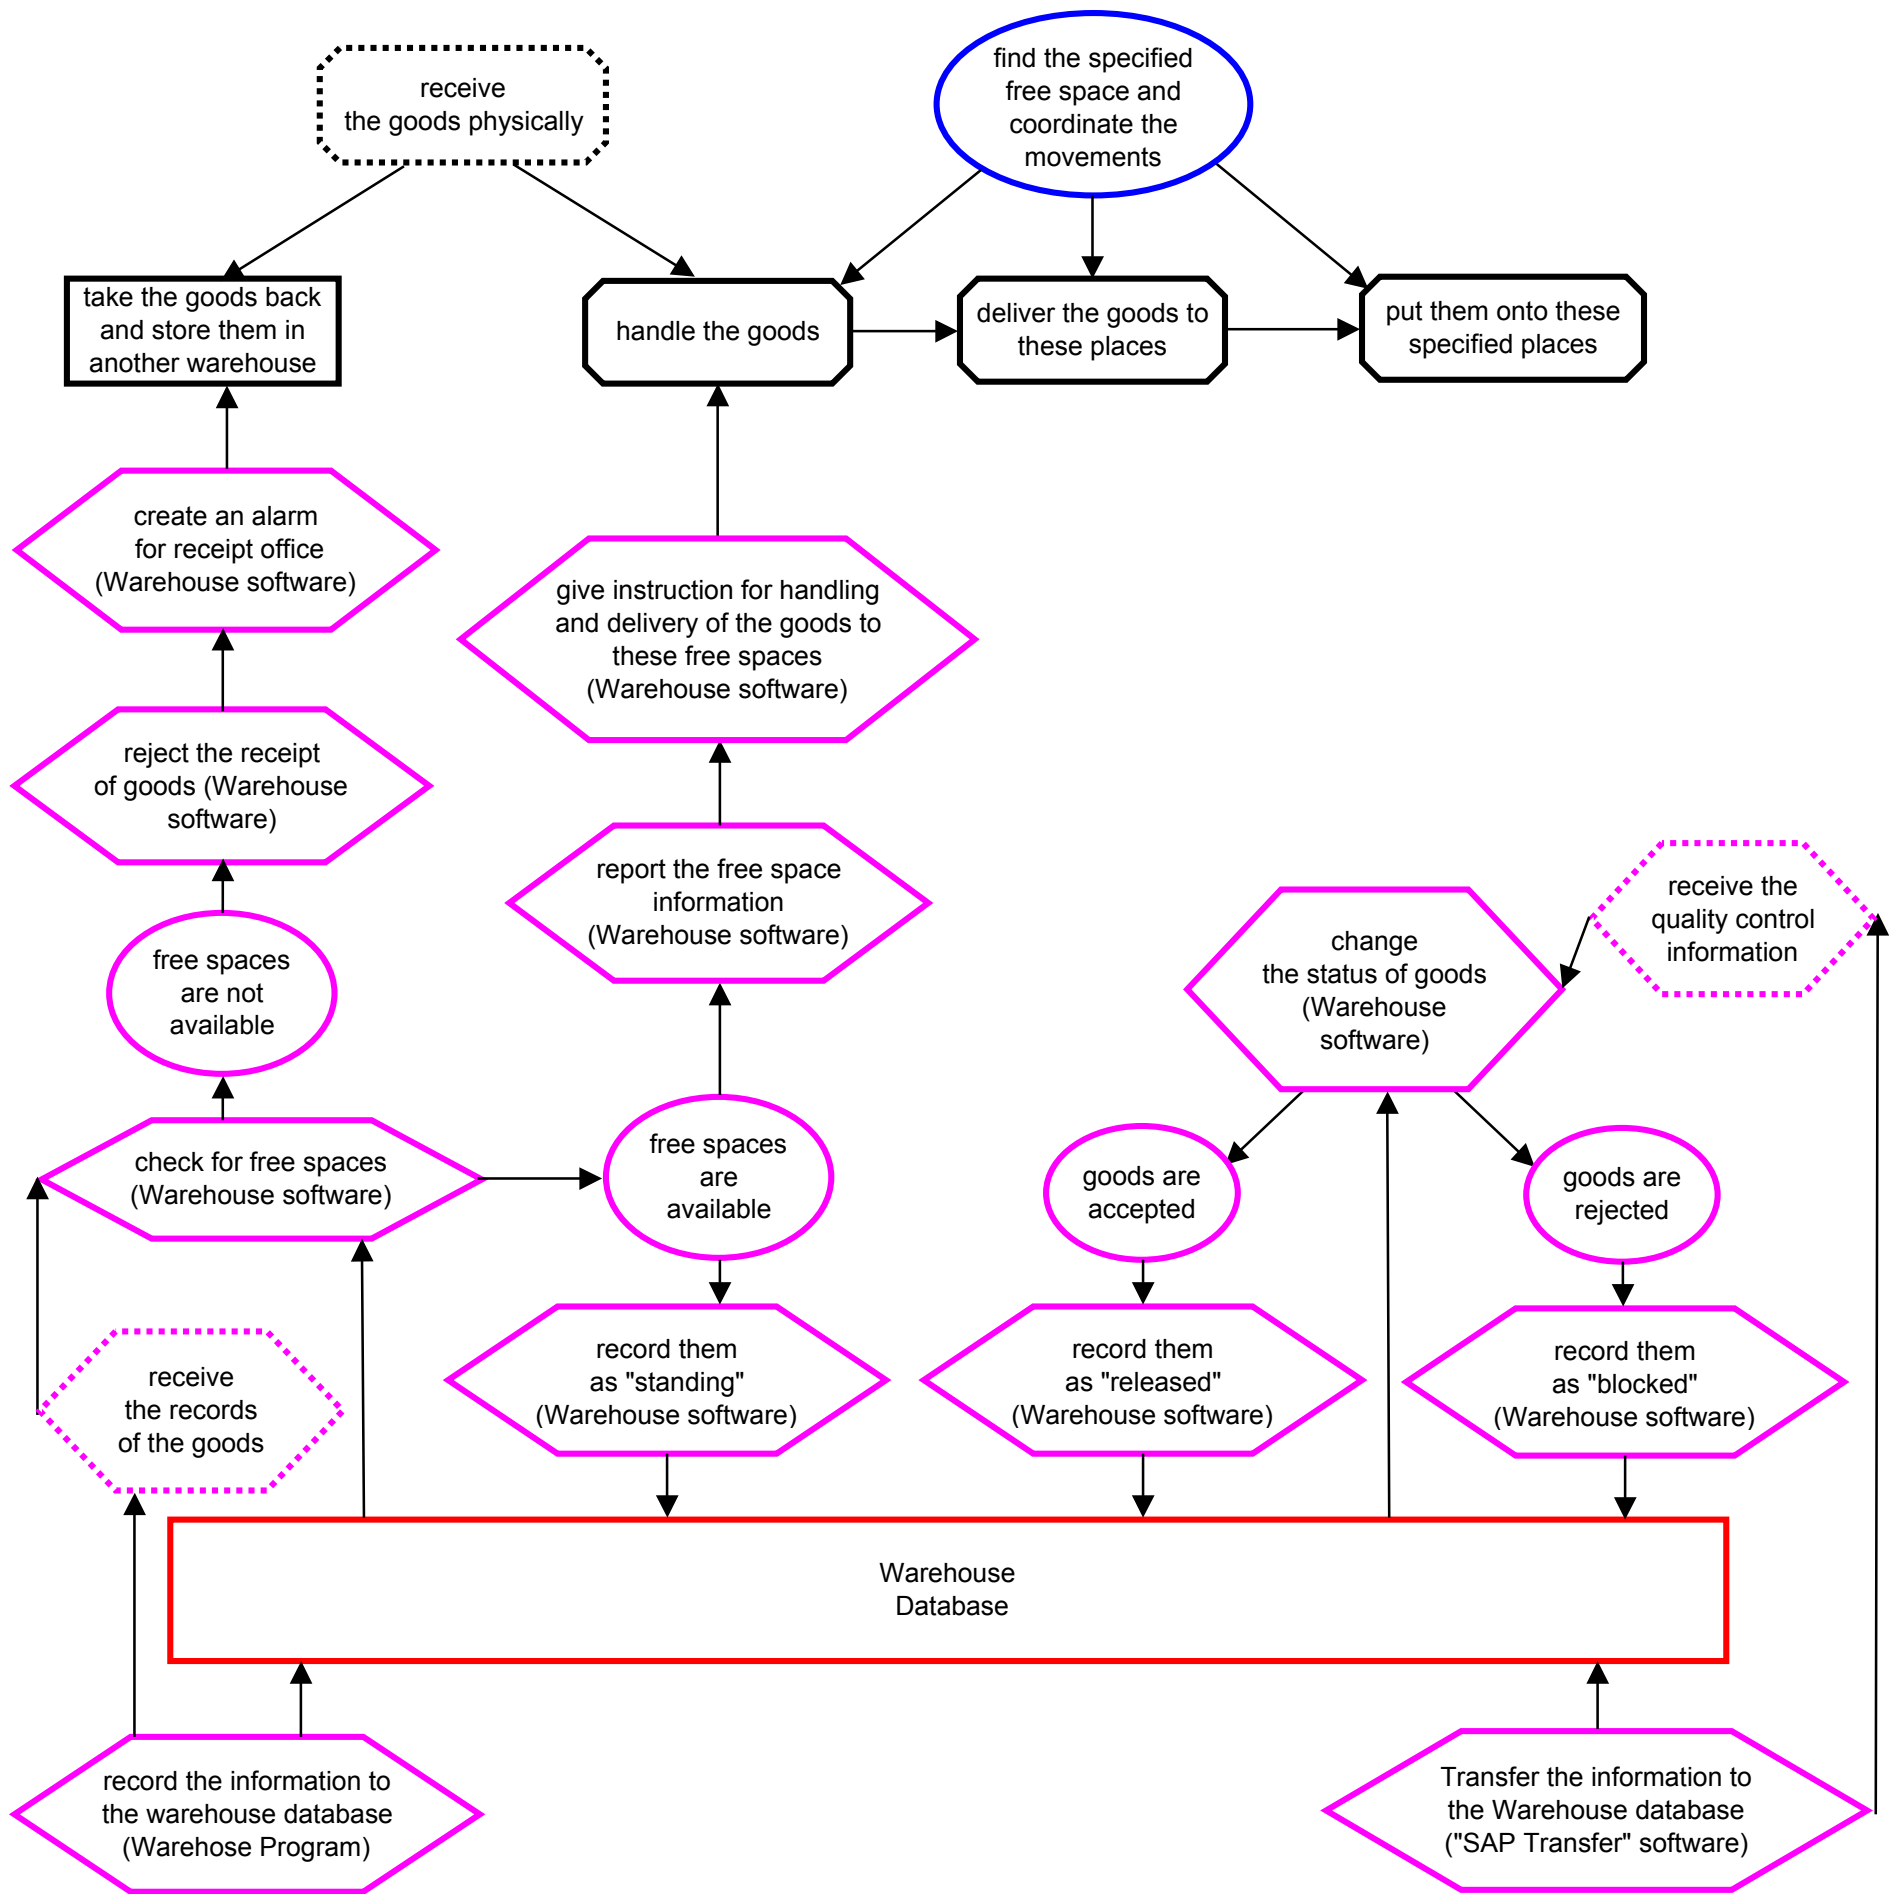 receive
the goods physically
find the specified
free space and
coordinate the
movements
take the goods back
and store them in
another warehouse
handle the goods
deliver the goods to
these places
put them onto these
specified places
create an alarm
for receipt office
(Warehouse software)
give instruction for handling
and delivery of the goods to
these free spaces
(Warehouse software)
reject the receipt
of goods (Warehouse
software)
report the free space
information
(Warehouse software)
receive the
quality control
information
change
the status of goods
(Warehouse
software)
free spaces
are not
available
check for free spaces
(Warehouse software)
free spaces
are
available
goods are
accepted
goods are
rejected
receive
the records
of the goods
record them
as "standing"
(Warehouse software)
record them
as "released"
(Warehouse software)
record them
as "blocked"
(Warehouse software)
Warehouse
Database
record the information to
the warehouse database
(Warehose Program)
Transfer the information to
the Warehouse database
("SAP Transfer" software)